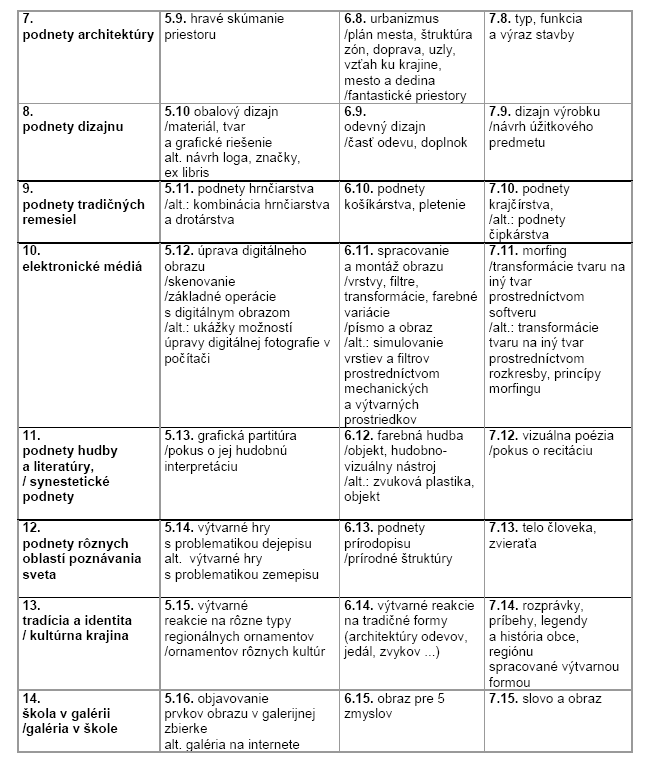 7.
podnety architektúry
5.9. hravé skúmanie
priestoru
6.8. urbanizmus
/plán mesta, štruktúra
zón, doprava, uzly,
vzťah ku krajine,
mesto a dedina
/fantastické priestory
7.8. typ, funkcia
a výraz stavby
8.
podnety dizajnu
5.10 obalový dizajn
/materiál, tvar
a grafické riešenie
alt. návrh loga, značky,
ex libris
6.9.
odevný dizajn
/časť odevu, doplnok
7.9. dizajn výrobku
/návrh úžitkového
predmetu
9.
podnety tradičných
remesiel
5.11. podnety hrnčiarstva
/alt.: kombinácia hrnčiarstva
a drotárstva
6.10. podnety
košíkárstva, pletenie
7.10. podnety
krajčírstva,
/alt.: podnety
čipkárstva
10.
elektronické médiá
5.12. úprava digitálneho
obrazu
/skenovanie
/základné operácie
s digitálnym obrazom
/alt.: ukážky možností
úpravy digitálnej fotografie v
počítači
6.11. spracovanie
a montáž obrazu
/vrstvy, filtre,
transformácie, farebné
variácie
/písmo a obraz
/alt.: simulovanie
vrstiev a filtrov
prostredníctvom
mechanických
a výtvarných
prostriedkov
7.11. morfing
/transformácie tvaru na
iný tvar
prostredníctvom
softveru
/alt.: transformácie
tvaru na iný tvar
prostredníctvom
rozkresby, princípy
morfingu
11.
podnety hudby
a literatúry,
/ synestetické
podnety
5.13. grafická partitúra
/pokus o jej hudobnú
interpretáciu
6.12. farebná hudba
/objekt, hudobno-
vizuálny nástroj
/alt.: zvuková plastika,
objekt
7.12. vizuálna poézia
/pokus o recitáciu
12.
podnety rôznych
oblastí poznávania
sveta
5.14. výtvarné hry
s problematikou dejepisu
alt. výtvarné hry
s problematikou zemepisu
6.13. podnety
prírodopisu
/prírodné štruktúry
7.13. telo človeka,
zvieraťa
13.
tradícia a identita
/ kultúrna krajina
5.15. výtvarné
reakcie na rôzne typy
regionálnych ornamentov
/ornamentov rôznych kultúr
6.14. výtvarné reakcie
na tradičné formy
(architektúry odevov,
jedál, zvykov ...)
7.14. rozprávky,
príbehy, legendy
a história obce,
regiónu
spracované výtvarnou
formou
14.
škola v galérii
/galéria v škole
5.16. objavovanie
prvkov obrazu v galerijnej
zbierke
alt. galéria na internete
6.15. obraz pre 5
zmyslov
7.15. slovo a obraz